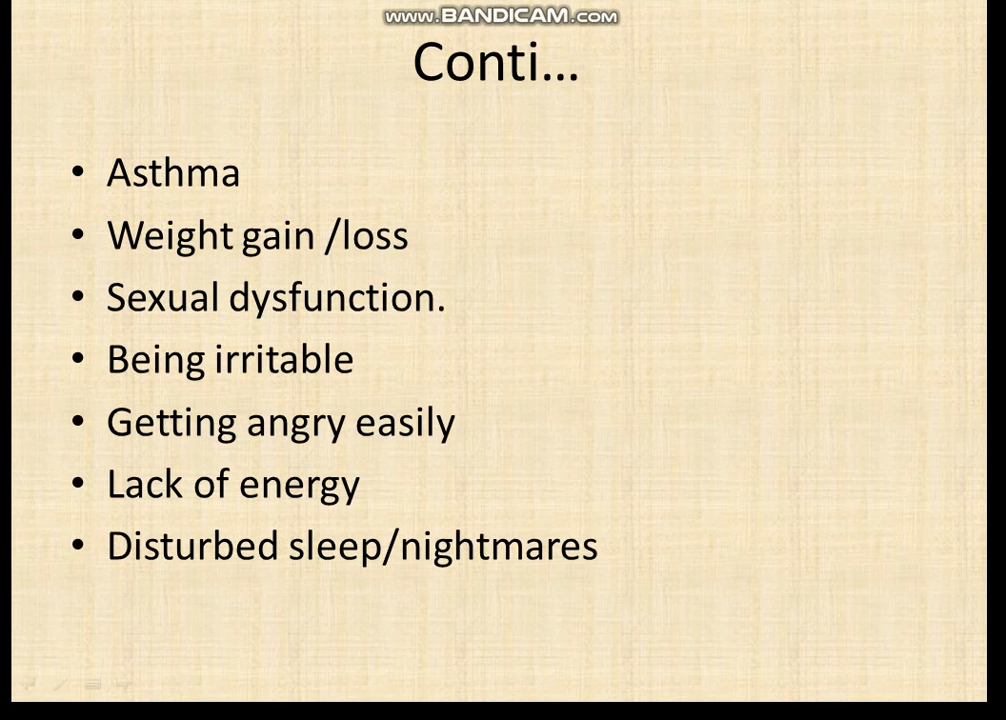 www.BANDICAM.com
Conti...
• Asthma
• Weight gain /loss
• Sexual dysfunction.
• Being irritable
• Getting angry easily
• Lack of energy
• Disturbed sleep/nightmares